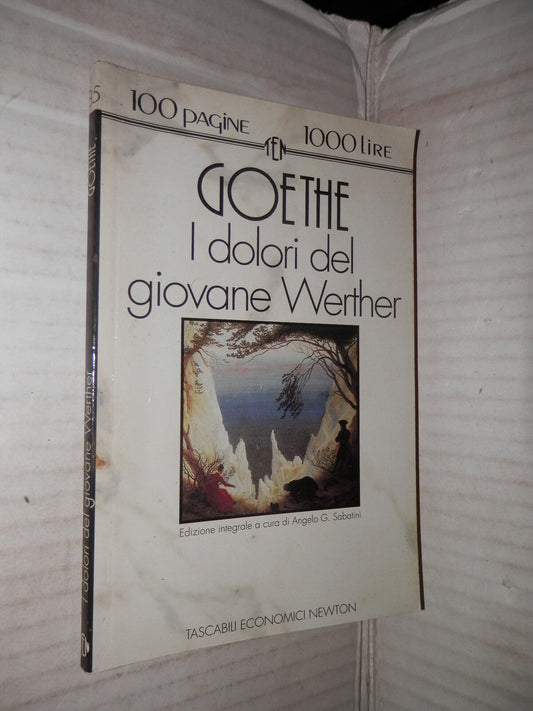 100 pagine 1000 lire
TEN
GOETHE
I dolori del
giovane Werther
Edizione integrale a cura di Angelo G. Sabatini
TASCABILI ECONOMICI NEWTON
GOETHE.
I dolori del giovane Werther